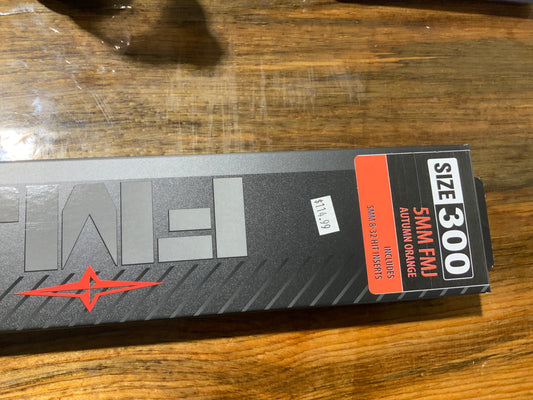 SIZE 300
5MM FMJ
AUTUMN ORANGE
INCLUDES
5MM 8-32 HIT INSERTS
$114.99
FMJ